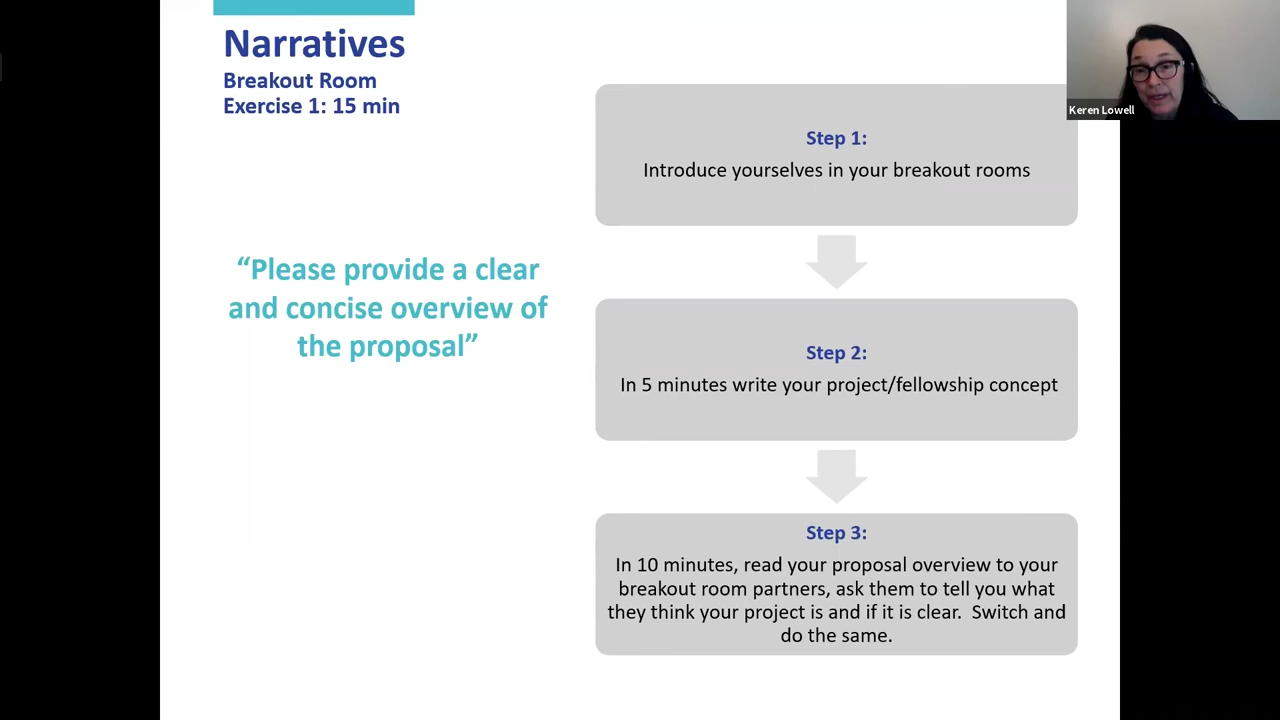 Narratives
Breakout Room
Exercise 1: 15 min
“Please provide a clear
and concise overview of
the proposal”
Step 1:
Introduce yourselves in your breakout rooms
Step 2:
In 5 minutes write your project/fellowship concept
Step 3:
In 10 minutes, read your proposal overview to your
breakout room partners, ask them to tell you what
they think your project is and if it is clear.  Switch and
do the same.
Keren Lowell